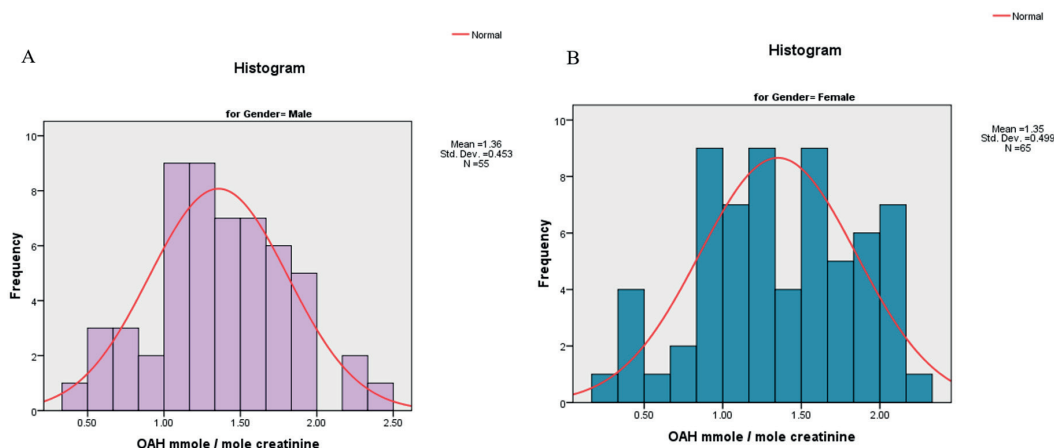 A
Normal
Histogram
for Gender= Male
Mean =1.36
Std. Dev. =0.453
N =55
10
8
6
4
2
0
Frequency
0.50 1.00 1.50 2.00 2.50
OAH mmole / mole creatinine
B
Normal
Histogram
for Gender= Female
Mean =1.35
Std. Dev. =0.499
N =65
10
8
6
4
2
0
Frequency
0.50 1.00 1.50 2.00
OAH mmole / mole creatinine